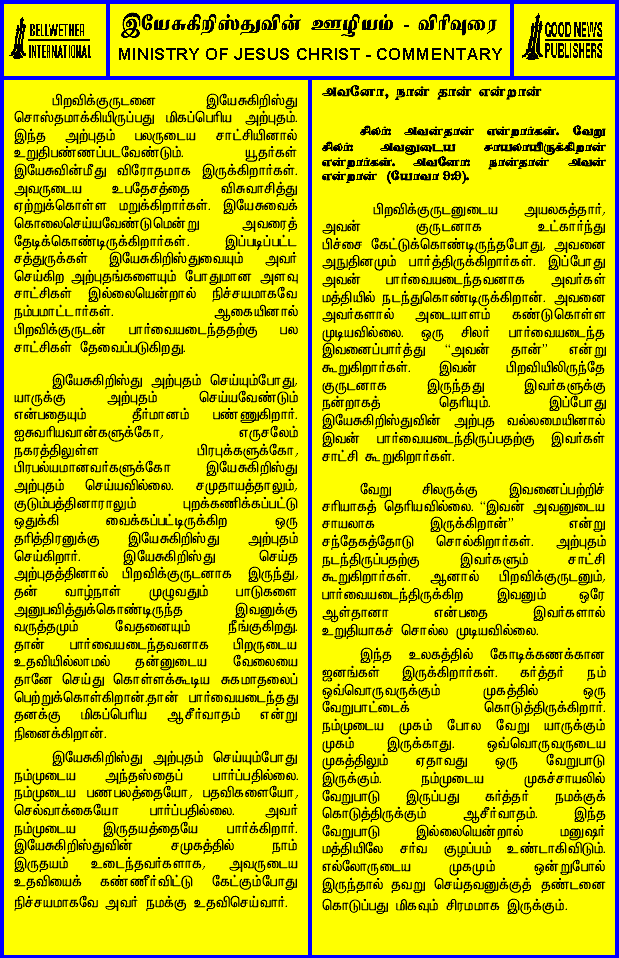 BELLWETHER
INTERNATIONAL
இயேசுகிறிஸ்துவின் ஊழியம் - விரிவுரை
MINISTRY OF JESUS CHRIST - COMMENTARY
GOOD NEWS
PUBLISHERS
பிறவிக்குருடனை இயேசுகிறிஸ்து
சொஸ்தமாக்கியிருப்பது மிகப்பெரிய அற்புதம்.
இந்த அற்புதம் பலருடைய சாட்சியினால்
உறுதிபண்ணப்படவேண்டும். யூதர்கள்
இயேசுவின்மீது விரோதமாக இருக்கிறார்கள்.
அவருடைய உபதேசத்தை விசுவாசித்து
ஏற்றுக்கொள்ள மறுக்கிறார்கள். இயேசுவைக்
கொலைசெய்யவேண்டுமென்று அவரைத்
தேடிக்கொண்டிருக்கிறார்கள். இப்படிப்பட்ட
சத்துருக்கள் இயேசுகிறிஸ்துவையும் அவர்
செய்கிற அற்புதங்களையும் போதுமான அளவு
சாட்சிகள் இல்லையென்றால் நிச்சயமாகவே
நம்பமாட்டார்கள். ஆகையினால்
பிறவிக்குருடன் பார்வையடைந்ததற்கு பல
சாட்சிகள் தேவைப்படுகிறது.
இயேசுகிறிஸ்து அற்புதம் செய்யும்போது,
யாருக்கு அற்புதம் செய்யவேண்டும்
என்பதையும் தீர்மானம் பண்ணுகிறார்.
ஐசுவரியவான்களுக்கோ, எருசலேம்
நகரத்திலுள்ள பிரபுக்களுக்கோ,
பிரபல்யமானவர்களுக்கோ இயேசுகிறிஸ்து
அற்புதம் செய்யவில்லை. சமுதாயத்தாலும்,
குடும்பத்தினாராலும் புறக்கணிக்கப்பட்டு
ஒதுக்கி வைக்கப்பட்டிருக்கிற ஒரு
தரித்திரனுக்கு இயேசுகிறிஸ்து அற்புதம்
செய்கிறார். இயேசுகிறிஸ்து செய்த
அற்புதத்தினால் பிறவிக்குருடனாக இருந்து,
தன் வாழ்நாள் முழுவதும் பாடுகளை
அனுபவித்துக்கொண்டிருந்த இவனுக்கு
வருத்தமும் வேதனையும் நீங்குகிறது.
தான் பார்வையடைந்தவனாக பிறருடைய
உதவியில்லாமல் தன்னுடைய வேலையை
தானே செய்து கொள்ளக்கூடிய சுகமாதலைப்
பெற்றுக்கொள்கிறான்.தான் பார்வையடைந்தது
தனக்கு மிகப்பெரிய ஆசீர்வாதம் என்று
நினைக்கிறான்.
இயேசுகிறிஸ்து அற்புதம் செய்யும்போது
நம்முடைய அந்தஸ்தைப் பார்ப்பதில்லை.
நம்முடைய பணபலத்தையோ, பதவிகளையோ,
செல்வாக்கையோ பார்ப்பதில்லை. அவர்
நம்முடைய இருதயத்தையே பார்க்கிறார்.
இயேசுகிறிஸ்துவின் சமுகத்தில் நாம்
இருதயம் உடைந்தவர்களாக, அவருடைய
உதவியைக் கண்ணீர்விட்டு கேட்கும்போது
நிச்சயமாகவே அவர் நமக்கு உதவிசெய்வார்.
அவனோ, நான் தான் என்றான்
சிலர்: அவன்தான் என்றார்கள். வேறு
சிலர்: அவனுடைய சாயலாயிருக்கிறான்
என்றார்கள். அவனோ: நான்தான் அவன்
என்றான் (யோவா 9:9).
பிறவிக்குருடனுடைய அயலகத்தார்,
அவன் குருடனாக உட்கார்ந்து
பிச்சை கேட்டுக்கொண்டிருந்தபோது, அவனை
அநுதினமும் பார்த்திருக்கிறார்கள். இப்போது
அவன் பார்வையடைந்தவனாக அவர்கள்
மத்தியில் நடந்துகொண்டிருக்கிறான். அவனை
அவர்களால் அடையாளம் கண்டுகொள்ள
முடியவில்லை. ஒரு சிலர் பார்வையடைந்த
இவனைப்பார்த்து “அவன் தான்” என்று
கூறுகிறார்கள். இவன் பிறவியிலிருந்தே
குருடனாக இருந்தது இவர்களுக்கு
நன்றாகத் தெரியும். இப்போது
இயேசுகிறிஸ்துவின் அற்புத வல்லமையினால்
இவன் பார்வையடைந்திருப்பதற்கு இவர்கள்
சாட்சி கூறுகிறார்கள்.
வேறு சிலருக்கு இவனைப்பற்றிச்
சரியாகத் தெரியவில்லை. “இவன் அவனுடைய
சாயலாக இருக்கிறான்” என்று
சந்தேகத்தோடு சொல்கிறார்கள். அற்புதம்
நடந்திருப்பதற்கு இவர்களும் சாட்சி
கூறுகிறார்கள். ஆனால் பிறவிக்குருடனும்,
பார்வையடைந்திருக்கிற இவனும் ஒரே
ஆள்தானா என்பதை இவர்களால்
உறுதியாகச் சொல்ல முடியவில்லை.
இந்த உலகத்தில் கோடிக்கணக்கான
ஜனங்கள் இருக்கிறார்கள். கர்த்தர் நம்
ஒவ்வொருவருக்கும் முகத்தில் ஒரு
வேறுபாட்டைக் கொடுத்திருக்கிறார்.
நம்முடைய முகம் போல வேறு யாருக்கும்
முகம் இருக்காது. ஒவ்வொருவருடைய
முகத்திலும் ஏதாவது ஒரு வேறுபாடு
இருக்கும். நம்முடைய முகச்சாயலில்
வேறுபாடு இருப்பது கர்த்தர் நமக்குக்
கொடுத்திருக்கும் ஆசீர்வாதம். இந்த
வேறுபாடு இல்லையென்றால் மனுஷர்
மத்தியிலே சர்வ குழப்பம் உண்டாகிவிடும்.
எல்லோருடைய முகமும் ஒன்றுபோல்
இருந்தால் தவறு செய்தவனுக்குத் தண்டனை
கொடுப்பது மிகவும் சிரமமாக இருக்கும்.